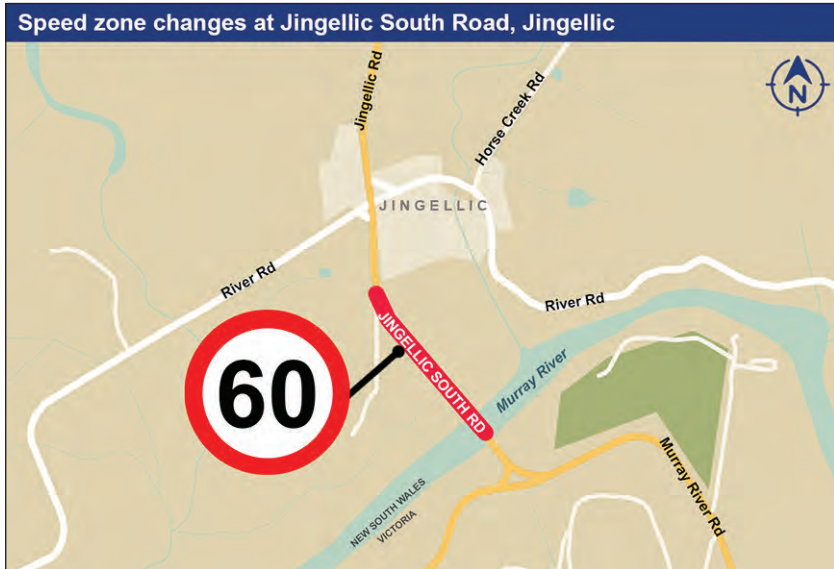 Speed zone changes at Jingellic South Road, Jingellic
Jingellic Rd
Horse Creek Rd
N
JINGELLIC
River Rd
River Rd
JINGELLIC SOUTH RD
60
Murray River
Murray River Rd
NEW SOUTH WALES
VICTORIA